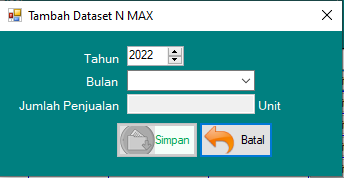 Tambah Dataset N MAX
Tahun 2022
Bulan
Jumlah Penjualan Unit
Simpan Batal